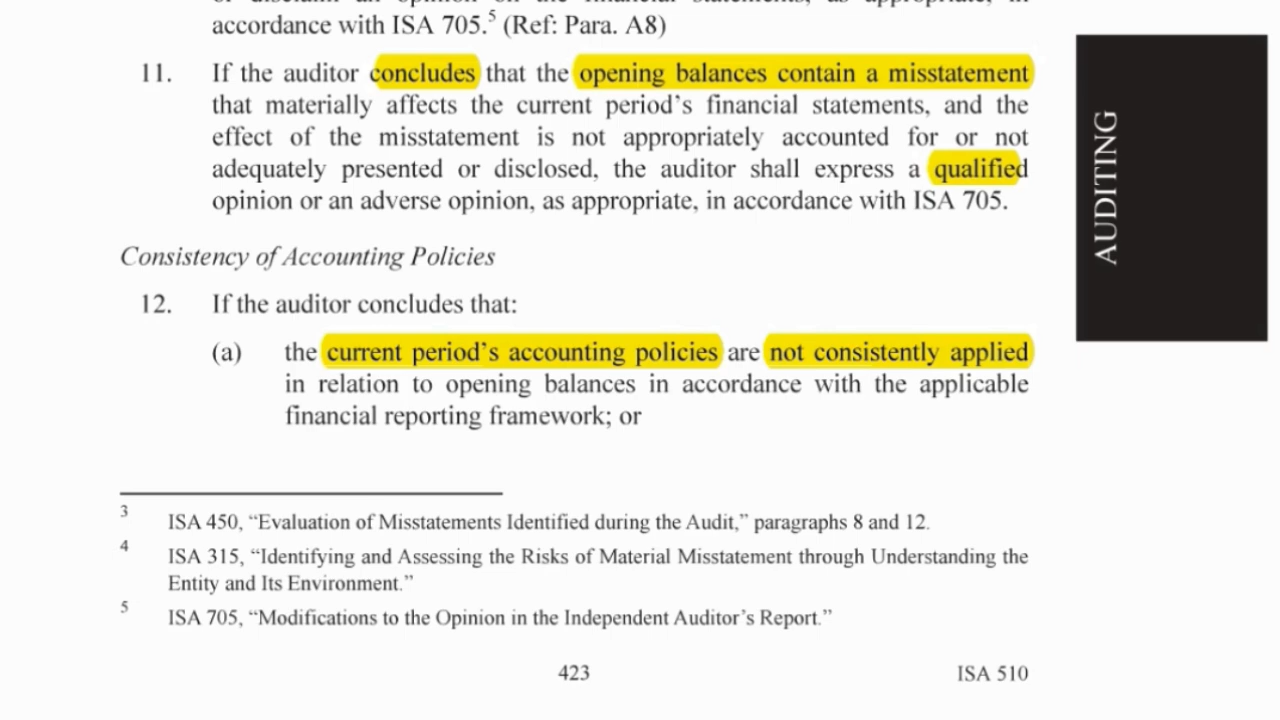 accordance with ISA 705.5 (Ref: Para. A8)
11. If the auditor concludes that the opening balances contain a misstatement
that materially affects the current period's financial statements, and the
effect of the misstatement is not appropriately accounted for or not
adequately presented or disclosed, the auditor shall express a qualified
opinion or an adverse opinion, as appropriate, in accordance with ISA 705.
Consistency of Accounting Policies
12. If the auditor concludes that:
(a) the current period's accounting policies are not consistently applied
in relation to opening balances in accordance with the applicable
financial reporting framework; or
3 ISA 450, “Evaluation of Misstatements Identified during the Audit,” paragraphs 8 and 12.
4 ISA 315, “Identifying and Assessing the Risks of Material Misstatement through Understanding the
Entity and Its Environment.”
5 ISA 705, “Modifications to the Opinion in the Independent Auditor's Report.”
423 ISA 510
AUDITING